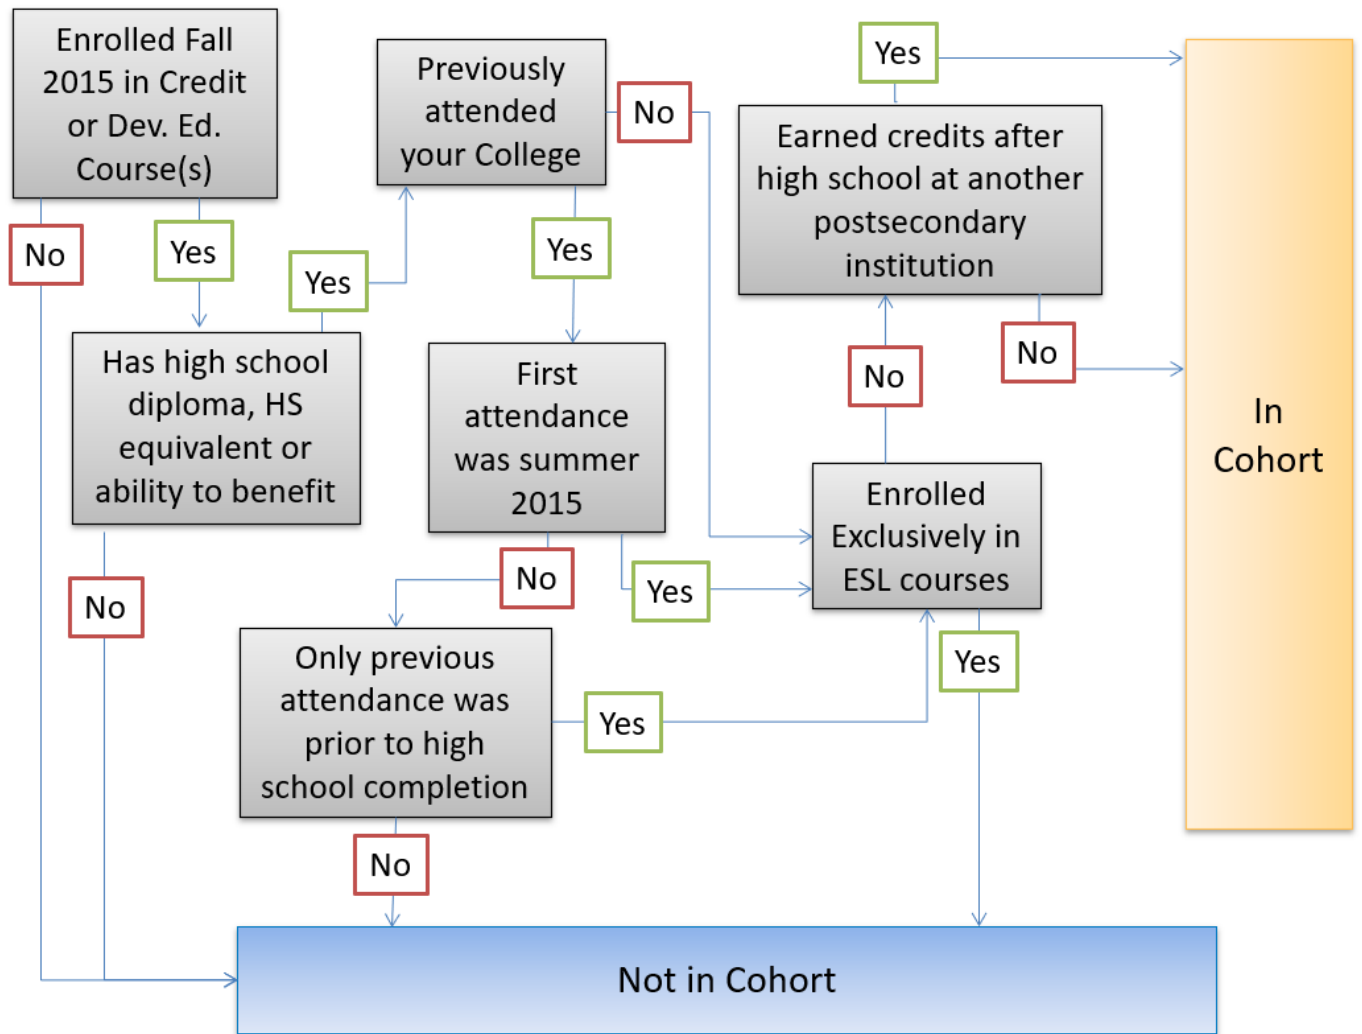 Enrolled Fall
2015 in Credit
or Dev. Ed.
Course(s)
No
Yes
Has high school
diploma, HS
equivalent or
ability to benefit
No
Yes
Previously
attended
your College
No
Yes
First
attendance
was summer
2015
No
Yes
Only previous
attendance was
prior to high
school completion
No
Yes
Enrolled
Exclusively in
ESL courses
No
Yes
Earned credits after
high school at another
postsecondary
institution
Yes
No
In
Cohort
Not in Cohort